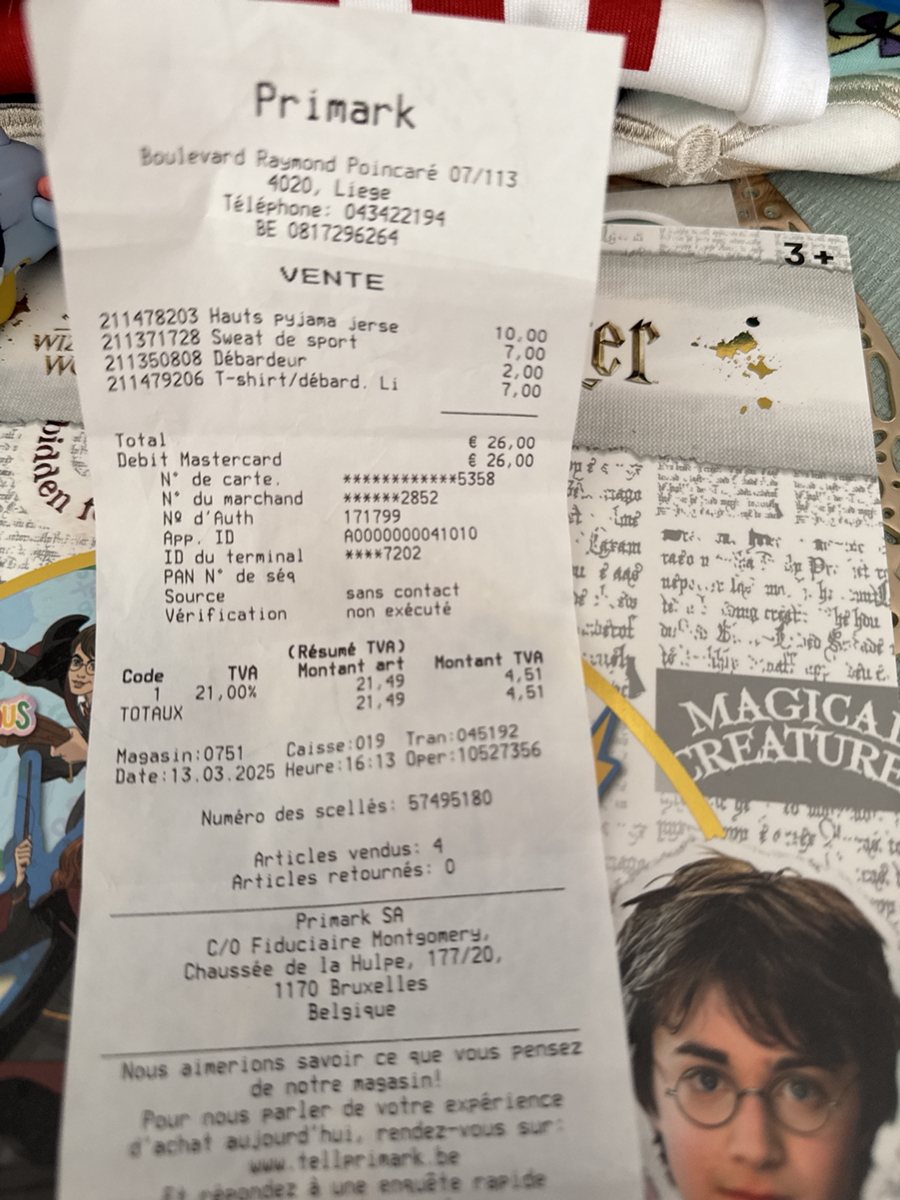 Primark
Boulevard Raymond Poincaré 07/113
4020, Liege
Téléphone: 043422194
BE 0817296264
VENTE
211478203 Hauts pyjama jerse 10,00
211371728 Sweat de sport 7,00
211350808 Débardeur 2,00
211479206 T-shirt/débard. Li 7,00
Total € 26,00
Debit Mastercard € 26,00
N° de carte. ************5358
N° du marchand ******2852
Nº d'Auth 171799
App. ID A0000000041010
ID du terminal ****7202
PAN N° de séq
Source sans contact
Vérification non exécuté
(Résumé TVA)
Code TVA Montant art Montant TVA
1 21,00% 21,49 4,51
TOTAUX 21,49 4,51
Magasin:0751 Caisse:019 Tran:045192
Date:13.03.2025 Heure:16:13 Oper:10527356
Numéro des scellés: 57495180
Articles vendus: 4
Articles retournés: 0
Primark SA
C/O Fiduciaire Montgomery,
Chaussée de la Hulpe, 177/20,
1170 Bruxelles
Belgique
Nous aimerions savoir ce que vous pensez
de notre magasin!
Pour nous parler de votre expérience
d'achat aujourd'hui, rendez-vous sur:
www.tellprimark.be
Et répondez à une enquête rapide
3+
er
MAGICAL
CREATURE